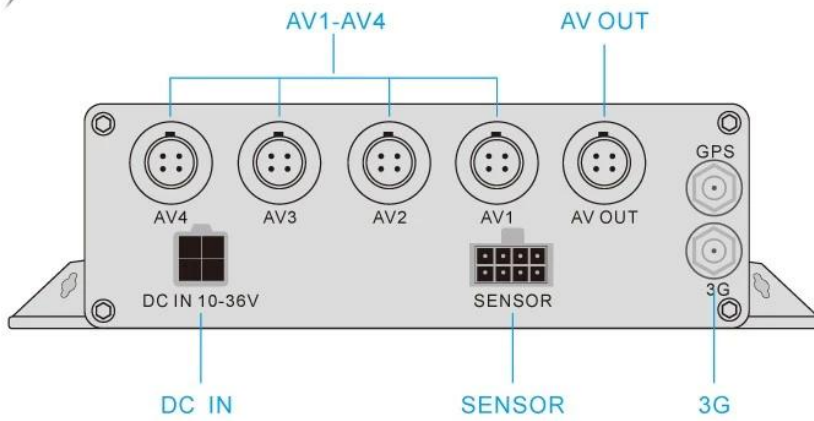 AV1-AV4 AV OUT
GPS
AV4 AV3 AV2 AV1 AV OUT
DC IN 10-36V SENSOR 3G
DC IN SENSOR 3G